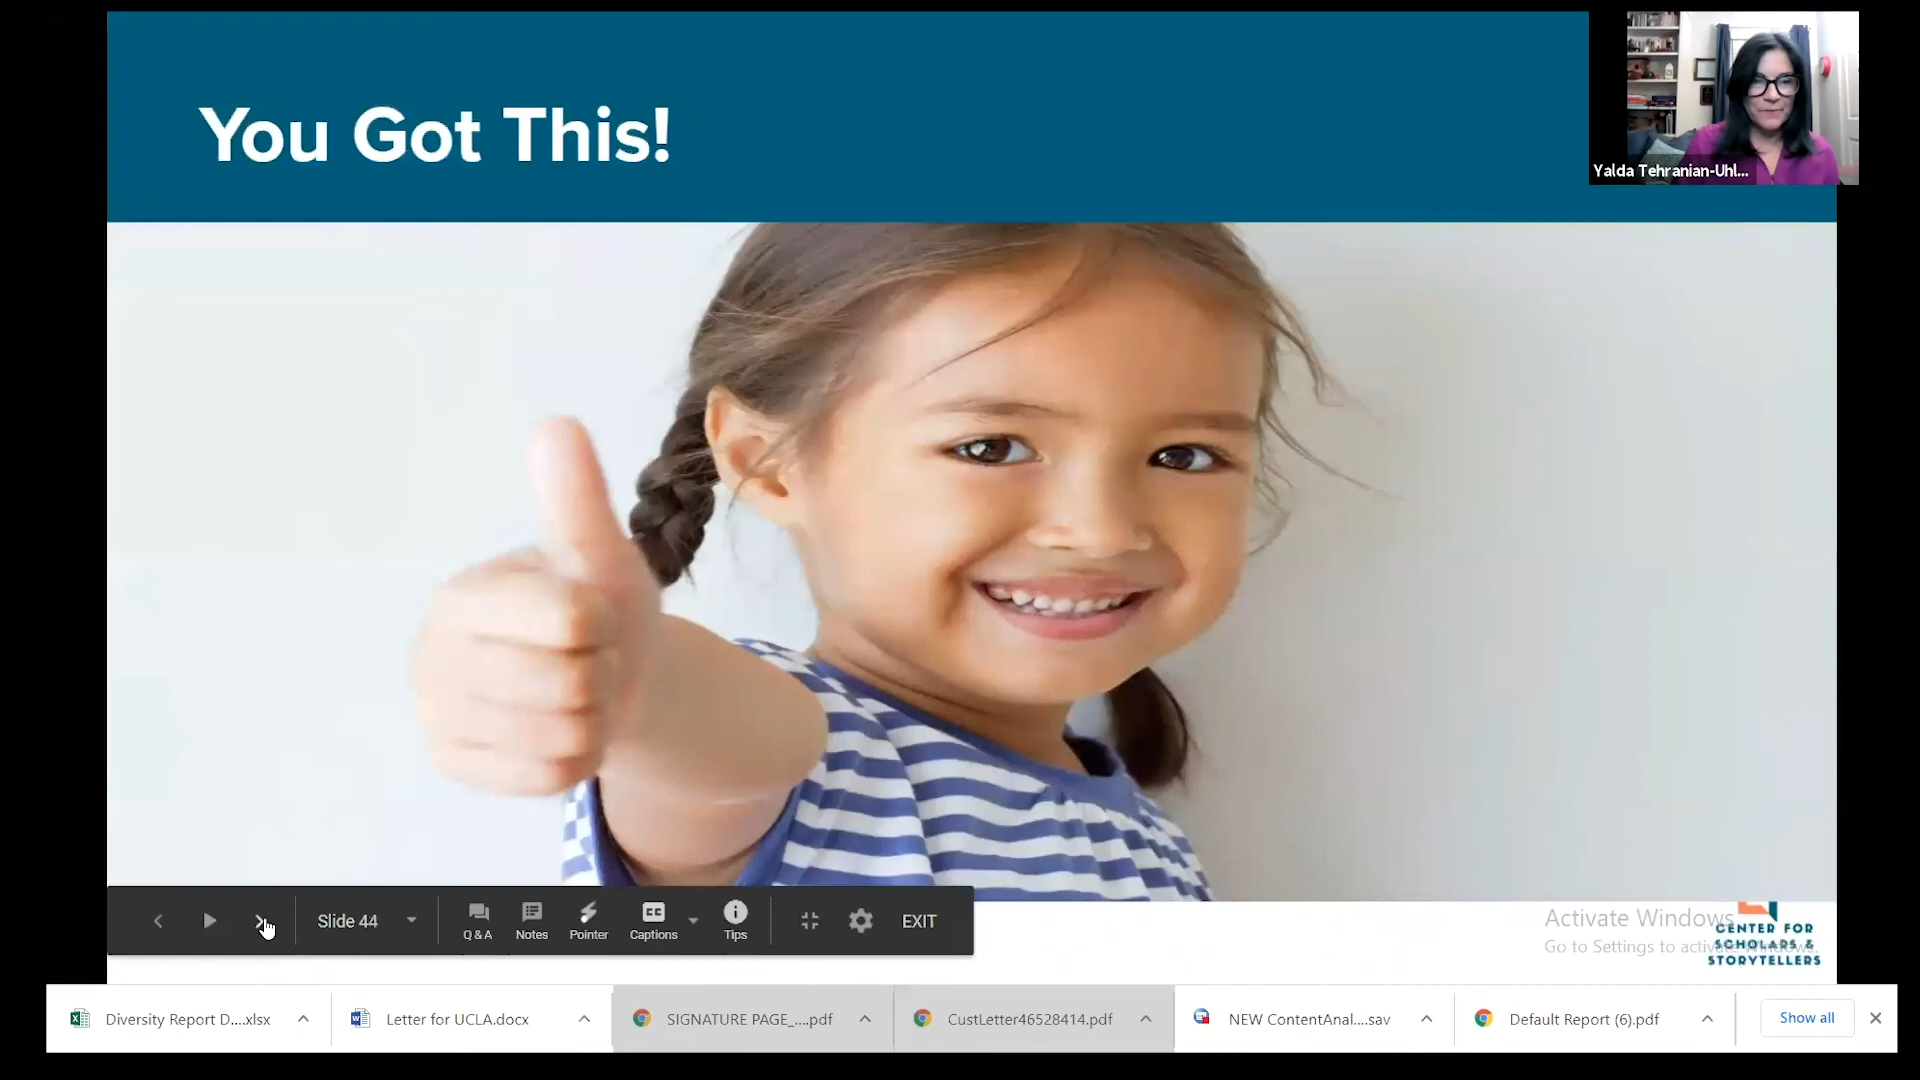 You Got This!
Yalda Tehranian-Uhl...
Slide 44
Q & A
Notes
Pointer
CC
Captions
Tips
EXIT
Activate Windows
Go to Settings to activate Windows.
CENTER FOR
SCHOLARS &
STORYTELLERS
Diversity Report D....xlsx
Letter for UCLA.docx
SIGNATURE PAGE_....pdf
CustLetter46528414.pdf
NEW ContentAnal....sav
Default Report (6).pdf
Show all